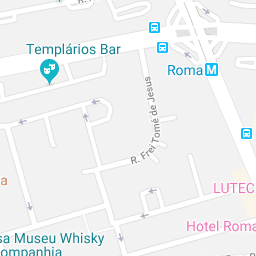 Templários Bar
Roma M
R. Frei Tomé de Jesus
a
LUTEC
Hotel Roma
sa Museu Whisky
ompanhia